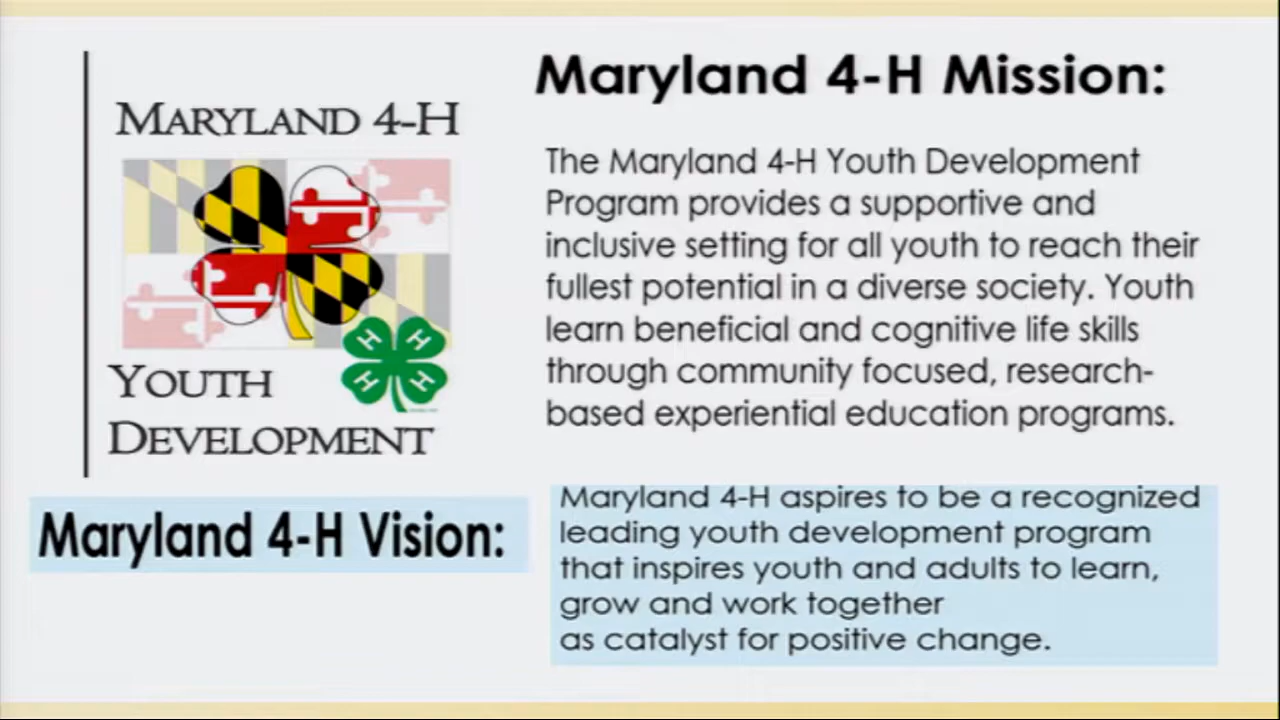 MARYLAND 4-H
YOUTH
DEVELOPMENT
H H
H H
Maryland 4-H Mission:
The Maryland 4-H Youth Development
Program provides a supportive and
inclusive setting for all youth to reach their
fullest potential in a diverse society. Youth
learn beneficial and cognitive life skills
through community focused, research-
based experiential education programs.
Maryland 4-H Vision:
Maryland 4-H aspires to be a recognized
leading youth development program
that inspires youth and adults to learn,
grow and work together
as catalyst for positive change.